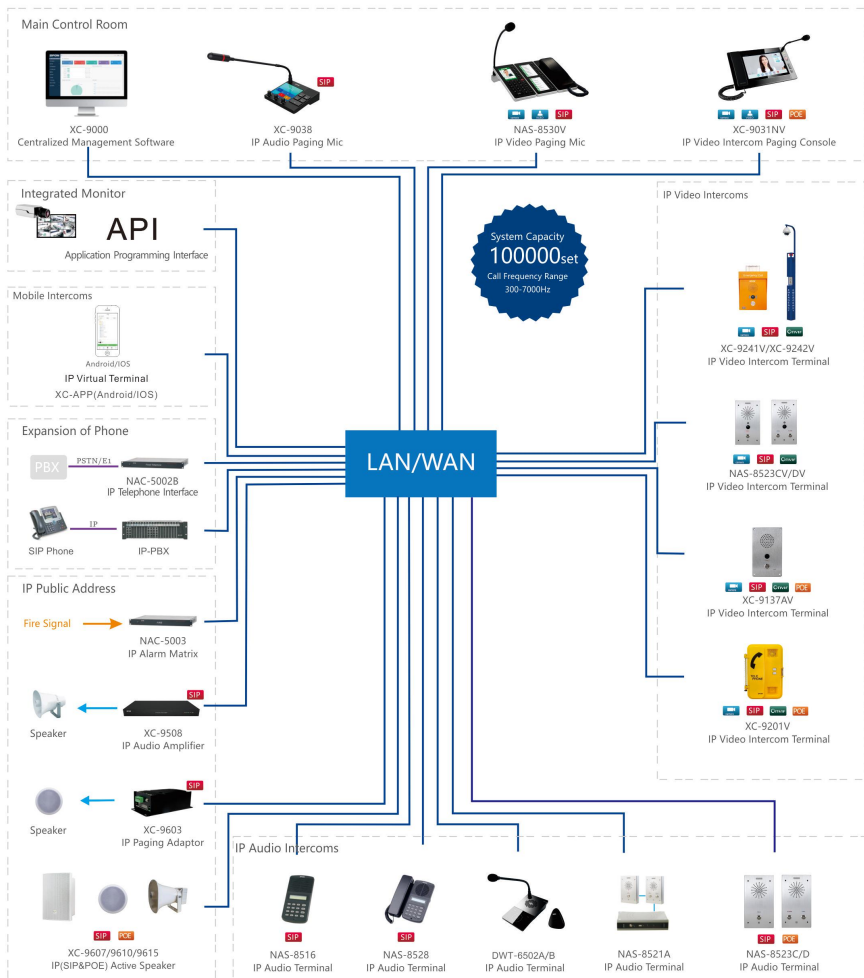 Main Control Room
SIP
XC-9000
Centralized Management Software
XC-9038
IP Audio Paging Mic
SIP
NAS-8530V
IP Video Paging Mic
SIP
POE
XC-9031NV
IP Video Intercom Paging Console
Integrated Monitor
API
Application Programming Interface
System Capacity
100000set
Call Frequency Range
300-7000Hz
Mobile Intercoms
Android/IOS
IP Virtual Terminal
XC-APP(Android/IOS)
Expansion of Phone
PBX
PSTN/E1
NAC-5002B
IP Telephone Interface
IP
SIP Phone
IP-PBX
LAN/WAN
IP Public Address
Fire Signal
NAC-5003
IP Alarm Matrix
SIP
Speaker
XC-9508
IP Audio Amplifier
SIP
Speaker
XC-9603
IP Paging Adaptor
SIP
POE
XC-9607/9610/9615
IP(SIP&POE) Active Speaker
IP Video Intercoms
SIP
Onvif
XC-9241V/XC-9242V
IP Video Intercom Terminal
SIP
Onvif
NAS-8523CV/DV
IP Video Intercom Terminal
SIP
Onvif
POE
XC-9137AV
IP Video Intercom Terminal
SIP
Onvif
POE
XC-9201V
IP Video Intercom Terminal
IP Audio Intercoms
SIP
NAS-8516
IP Audio Terminal
SIP
NAS-8528
IP Audio Terminal
DWT-6502A/B
IP Audio Terminal
NAS-8521A
IP Audio Terminal
SIP
POE
NAS-8523C/D
IP Audio Terminal